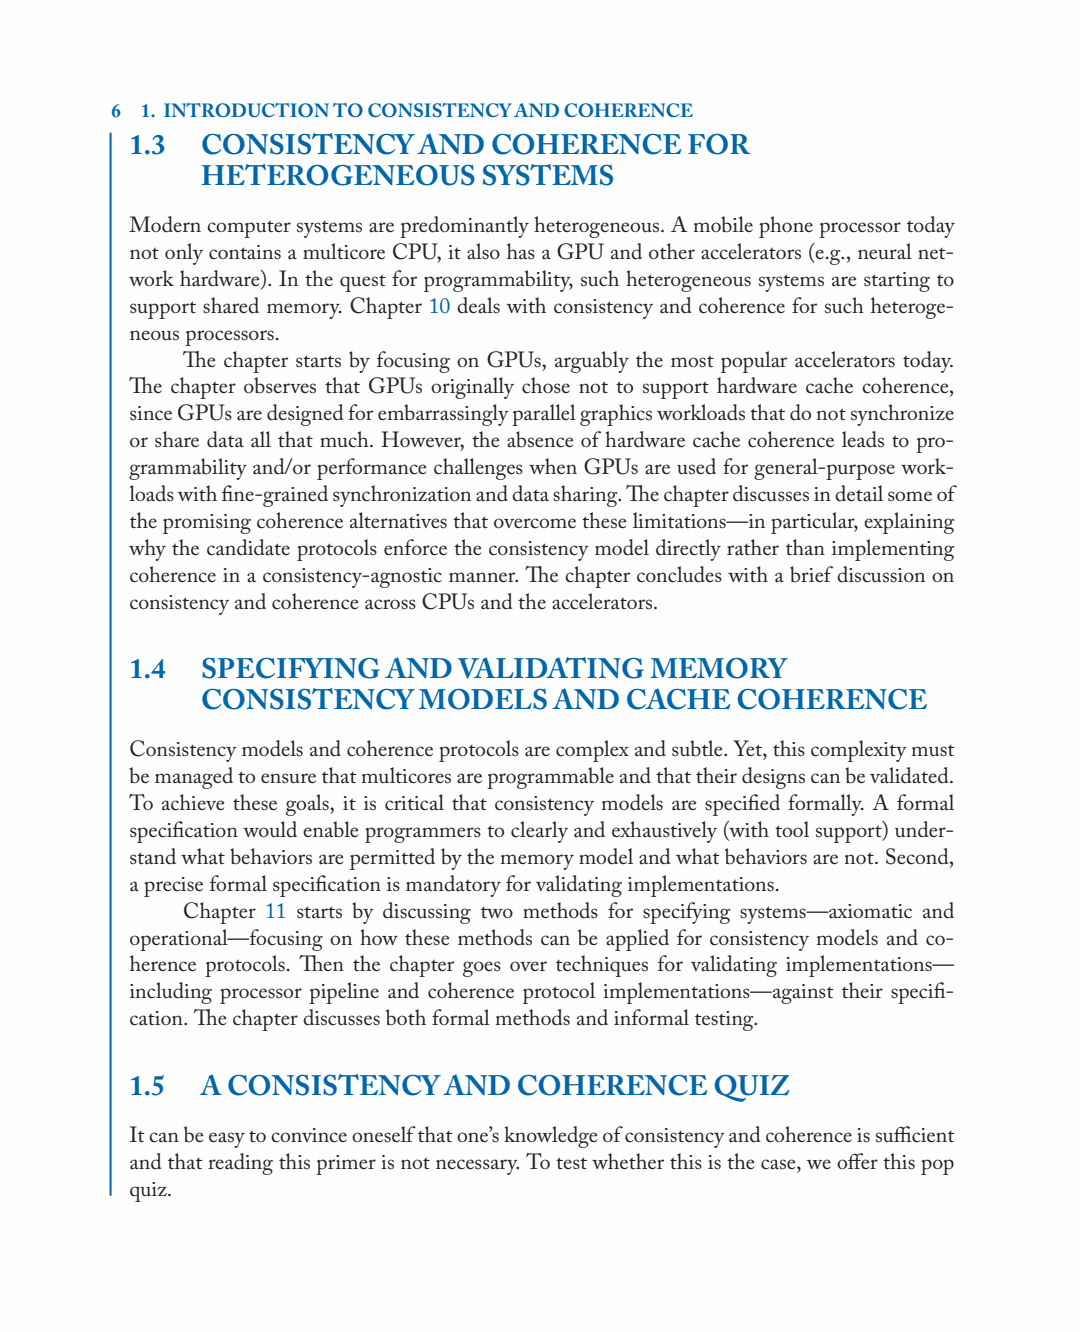 6 1. INTRODUCTION TO CONSISTENCY AND COHERENCE
1.3 CONSISTENCY AND COHERENCE FOR
HETEROGENEOUS SYSTEMS
Modern computer systems are predominantly heterogeneous. A mobile phone processor today
not only contains a multicore CPU, it also has a GPU and other accelerators (e.g., neural net-
work hardware). In the quest for programmability, such heterogeneous systems are starting to
support shared memory. Chapter 10 deals with consistency and coherence for such heteroge-
neous processors.
The chapter starts by focusing on GPUs, arguably the most popular accelerators today.
The chapter observes that GPUs originally chose not to support hardware cache coherence,
since GPUs are designed for embarrassingly parallel graphics workloads that do not synchronize
or share data all that much. However, the absence of hardware cache coherence leads to pro-
grammability and/or performance challenges when GPUs are used for general-purpose work-
loads with fine-grained synchronization and data sharing. The chapter discusses in detail some of
the promising coherence alternatives that overcome these limitations—in particular, explaining
why the candidate protocols enforce the consistency model directly rather than implementing
coherence in a consistency-agnostic manner. The chapter concludes with a brief discussion on
consistency and coherence across CPUs and the accelerators.
1.4 SPECIFYING AND VALIDATING MEMORY
CONSISTENCY MODELS AND CACHE COHERENCE
Consistency models and coherence protocols are complex and subtle. Yet, this complexity must
be managed to ensure that multicores are programmable and that their designs can be validated.
To achieve these goals, it is critical that consistency models are specified formally. A formal
specification would enable programmers to clearly and exhaustively (with tool support) under-
stand what behaviors are permitted by the memory model and what behaviors are not. Second,
a precise formal specification is mandatory for validating implementations.
Chapter 11 starts by discussing two methods for specifying systems—axiomatic and
operational—focusing on how these methods can be applied for consistency models and co-
herence protocols. Then the chapter goes over techniques for validating implementations—
including processor pipeline and coherence protocol implementations—against their specifi-
cation. The chapter discusses both formal methods and informal testing.
1.5 A CONSISTENCY AND COHERENCE QUIZ
It can be easy to convince oneself that one's knowledge of consistency and coherence is sufficient
and that reading this primer is not necessary. To test whether this is the case, we offer this pop
quiz.